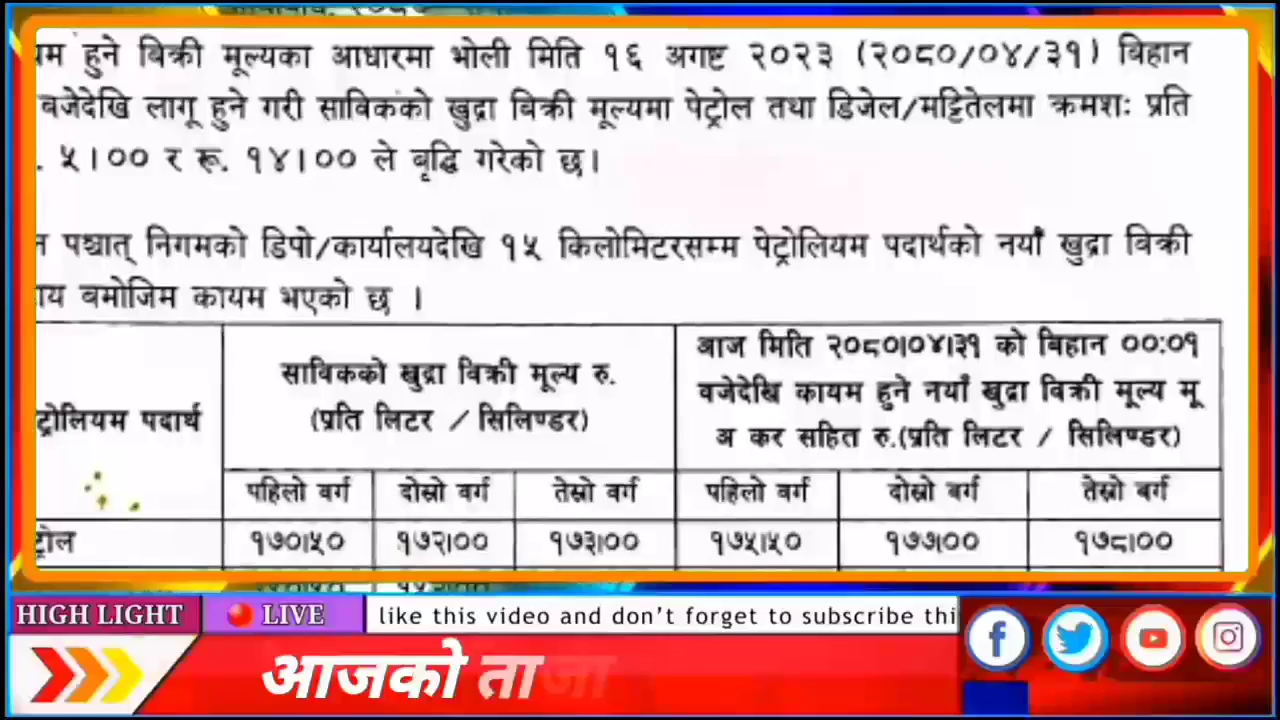 हुने बिक्री मूल्यका आधारमा भोली मिति १६ अगष्ट २०२३ (२०८०/०४/३१) बिहान
बजेदेखि लागू हुने गरी साविकको खुद्रा बिक्री मूल्यमा पेट्रोल तथा डिजेल/मट्टितेलमा क्रमशः प्रति
. ५।०० र रू. १४।०० ले बृद्धि गरेको छ।
पश्चात् निगमको डिपो/कार्यालयदेखि १५ किलोमिटरसम्म पेट्रोलियम पदार्थको नयाँ खुद्रा विक्री
बमोजिम कायम भएको छ ।
ट्रोलियम पदार्थ
साविकको खुद्रा विक्री मूल्य रु.
(प्रति लिटर / सिलिण्डर)
आज मिति २०८०।०४।३१ को बिहान ००:०१
वजेदेखि कायम हुने नयाँ खुद्रा विक्री मूल्य मू
अ कर सहित रु.(प्रति लिटर / सिलिण्डर)
पहिलो वर्ग दोस्रो वर्ग तेस्रो वर्ग पहिलो वर्ग दोस्रो वर्ग तेस्रो वर्ग
ट्रोल १७०।५० १७२।०० १७३।०० १७५।५० १७७।०० १७८।००
HIGH LIGHT LIVE like this video and don't forget to subscribe thi
आजको ताजा